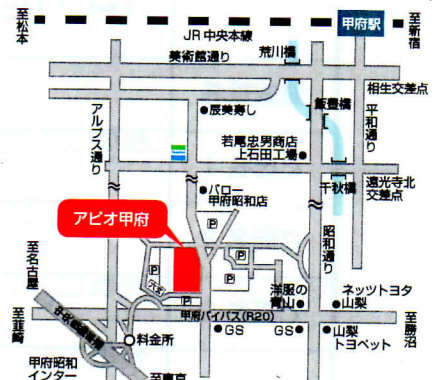 至松本
甲府駅
至新宿
JR中央本線
美術館通り
荒川橋
相生交差点
アルプス通り
辰美寿し
飯豊橋
平和通り
若尾忠男商店
上石田工場
千秋橋
遠光寺北
交差点
バロー
甲府昭和店
昭和通り
アピオ甲府
P
P
P
P
至名古屋
洋服の
青山
ネッツトヨタ
山梨
甲府バイパス(R20)
至韮崎
至勝沼
GS
GS
山梨
トヨペット
料金所
甲府昭和
インター
至東京